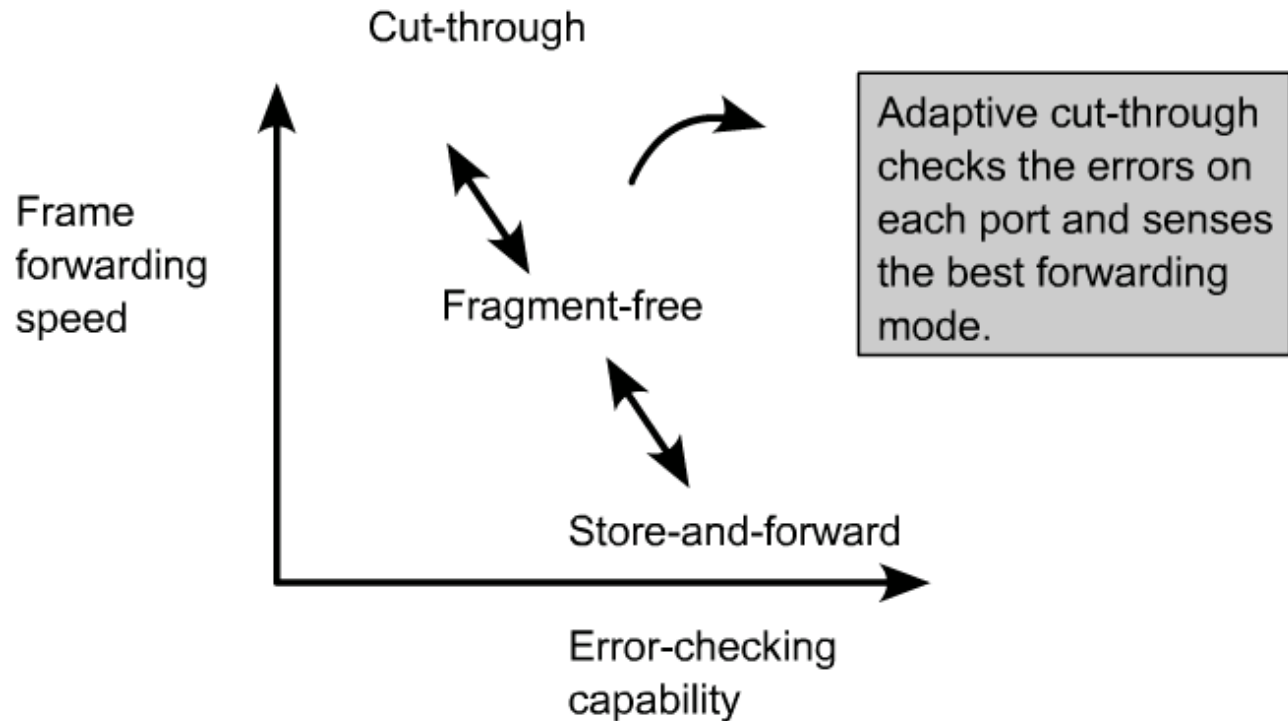 Cut-through
Frame
forwarding
speed
Adaptive cut-through
checks the errors on
each port and senses
the best forwarding
mode.
Fragment-free
Store-and-forward
Error-checking
capability